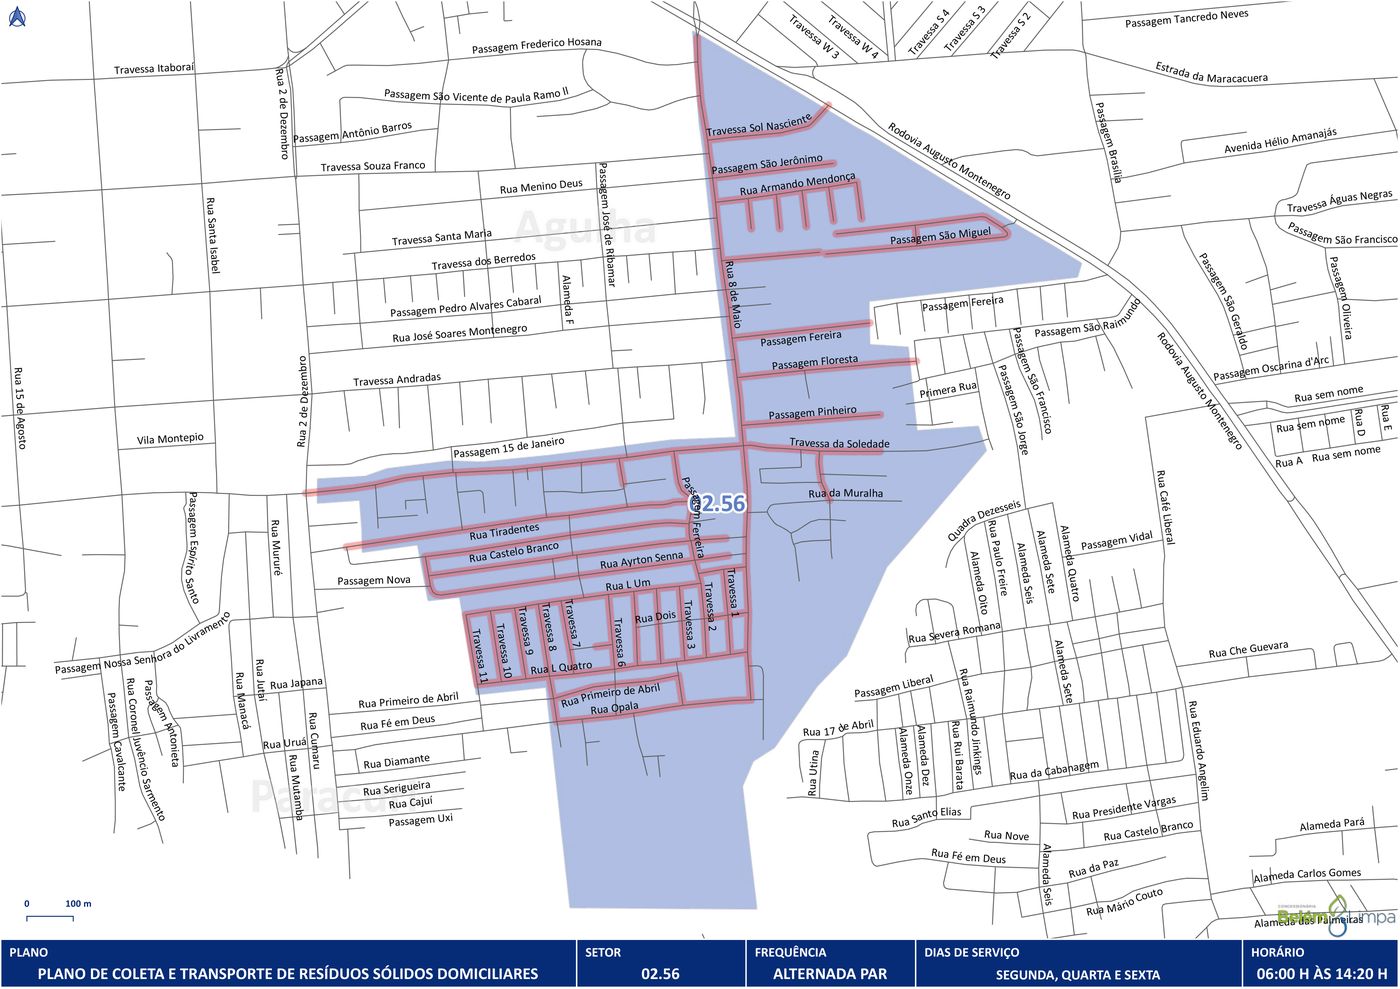 Passagem Tancredo Neves
Travessa S 4
Travessa S 3
Travessa S 2
Travessa W 3
Travessa W 4
Passagem Frederico Hosana
Travessa Itaboraí
Estrada da Maracacuera
Rua 2 de Dezembro
Passagem São Vicente de Paula Ramo ll
Passagem Antônio Barros
Travessa Sol Nasciente
Rodovia Augusto Montenegro
Passagem Brasília
Avenida Hélio Amanajás
Travessa Souza Franco
Passagem São Jerônimo
Rua Menino Deus
Passagem José de Ribamar
Rua Armando Mendonça
Travessa Águas Negras
Rua Santa Isabel
Travessa Santa Maria
Passagem São Miguel
Passagem São Francisco
Travessa dos Berredos
Rua 8 de Maio
Passagem São Geraldo
Passagem Oliveira
Alameda F
Passagem Pedro Alvares Cabaral
Passagem Fereira
Rua José Soares Montenegro
Passagem Fereira
Passagem São Raimundo
Rodovia Augusto Montenegro
Passagem Floresta
Passagem Oscarina d'Arc
Rua 15 de Agosto
Rua 2 de Dezembro
Travessa Andradas
Primera Rua
Passagem São Jorge
Passagem São Francisco
Rua sem nome
Passagem Pinheiro
Rua sem nome
Rua D
Rua E
Vila Montepio
Passagem 15 de Janeiro
Travessa da Soledade
Rua A
Rua sem nome
Passagem Ferreira
02.56
Rua da Muralha
Rua Café Liberal
Passagem Espírito Santo
Rua Mururé
Rua Tiradentes
Quadra Dezesseis
Rua Paulo Freire
Alameda Sete
Alameda Quatro
Passagem Vidal
Rua Castelo Branco
Rua Ayrton Senna
Alameda Oito
Alameda Seis
Passagem Nova
Rua L Um
Travessa 1
Travessa 2
Travessa 3
Rua Dois
Travessa 6
Travessa 7
Travessa 8
Travessa 9
Travessa 10
Travessa 11
Rua Severa Romana
Passagem Nossa Senhora do Livramento
Rua L Quatro
Rua Che Guevara
Alameda Sete
Rua Jutaí
Rua Japana
Rua Manacá
Rua Coronel Juvêncio Sarmento
Passagem Antonieta
Passagem Cavalcante
Rua Primeiro de Abril
Rua Primeiro de Abril
Passagem Liberal
Rua Raimundo Jinkings
Rua Opala
Rua Fé em Deus
Rua 17 de Abril
Rua Cumaru
Rua Uruá
Rua Mutamba
Rua Diamante
Rua Utinga
Alameda Onze
Alameda Dez
Rua Rui Barata
Rua da Cabanagem
Rua Eduardo Angelim
Rua Serigueira
Rua Cajuí
Passagem Uxi
Rua Santo Elias
Rua Presidente Vargas
Rua Nove
Rua Castelo Branco
Alameda Pará
Rua Fé em Deus
Alameda Seis
Rua da Paz
Alameda Carlos Gomes
Rua Mário Couto
Alameda das Palmeiras
0 100 m
CONCESSIONÁRIA
Belém Limpa
PLANO
PLANO DE COLETA E TRANSPORTE DE RESÍDUOS SÓLIDOS DOMICILIARES
SETOR
02.56
FREQUÊNCIA
ALTERNADA PAR
DIAS DE SERVIÇO
SEGUNDA, QUARTA E SEXTA
HORÁRIO
06:00 H ÀS 14:20 H